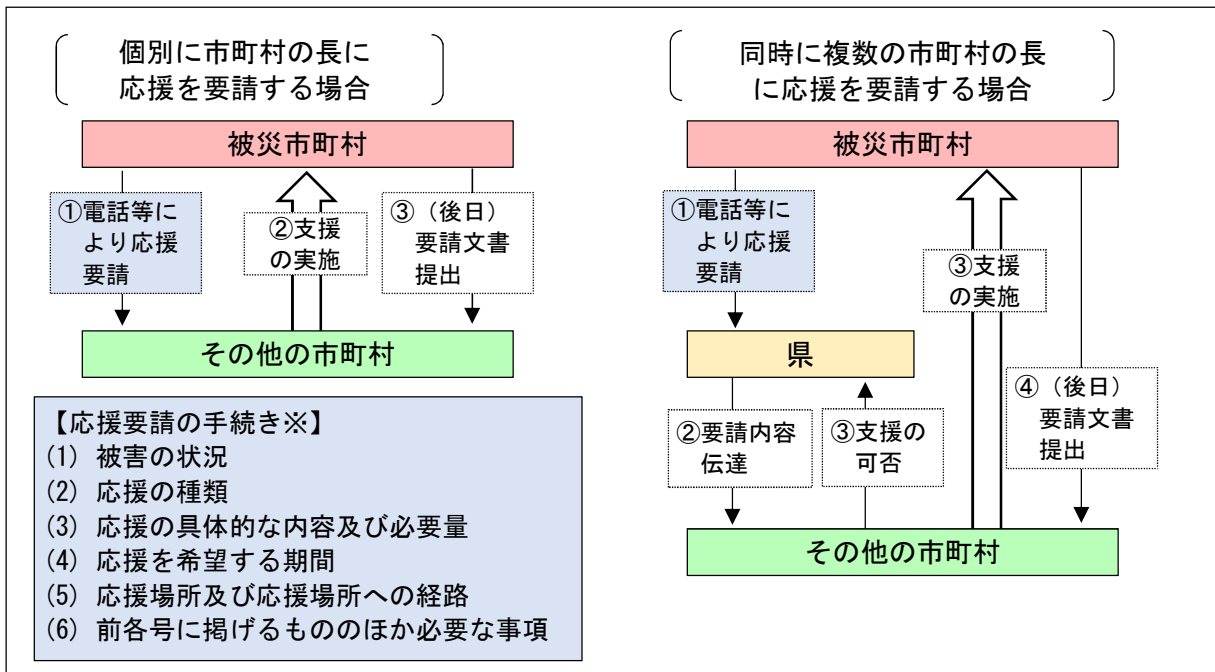 個別に市町村の長に
応援を要請する場合
被災市町村
①電話等に
より応援
要請
②支援
の実施
③（後日）
要請文書
提出
その他の市町村
【応援要請の手続き※】
(1) 被害の状況
(2) 応援の種類
(3) 応援の具体的な内容及び必要量
(4) 応援を希望する期間
(5) 応援場所及び応援場所への経路
(6) 前各号に掲げるもののほか必要な事項
同時に複数の市町村の長
に応援を要請する場合
被災市町村
①電話等に
より応援
要請
県
②要請内容
伝達
③支援の
可否
③支援
の実施
④（後日）
要請文書
提出
その他の市町村